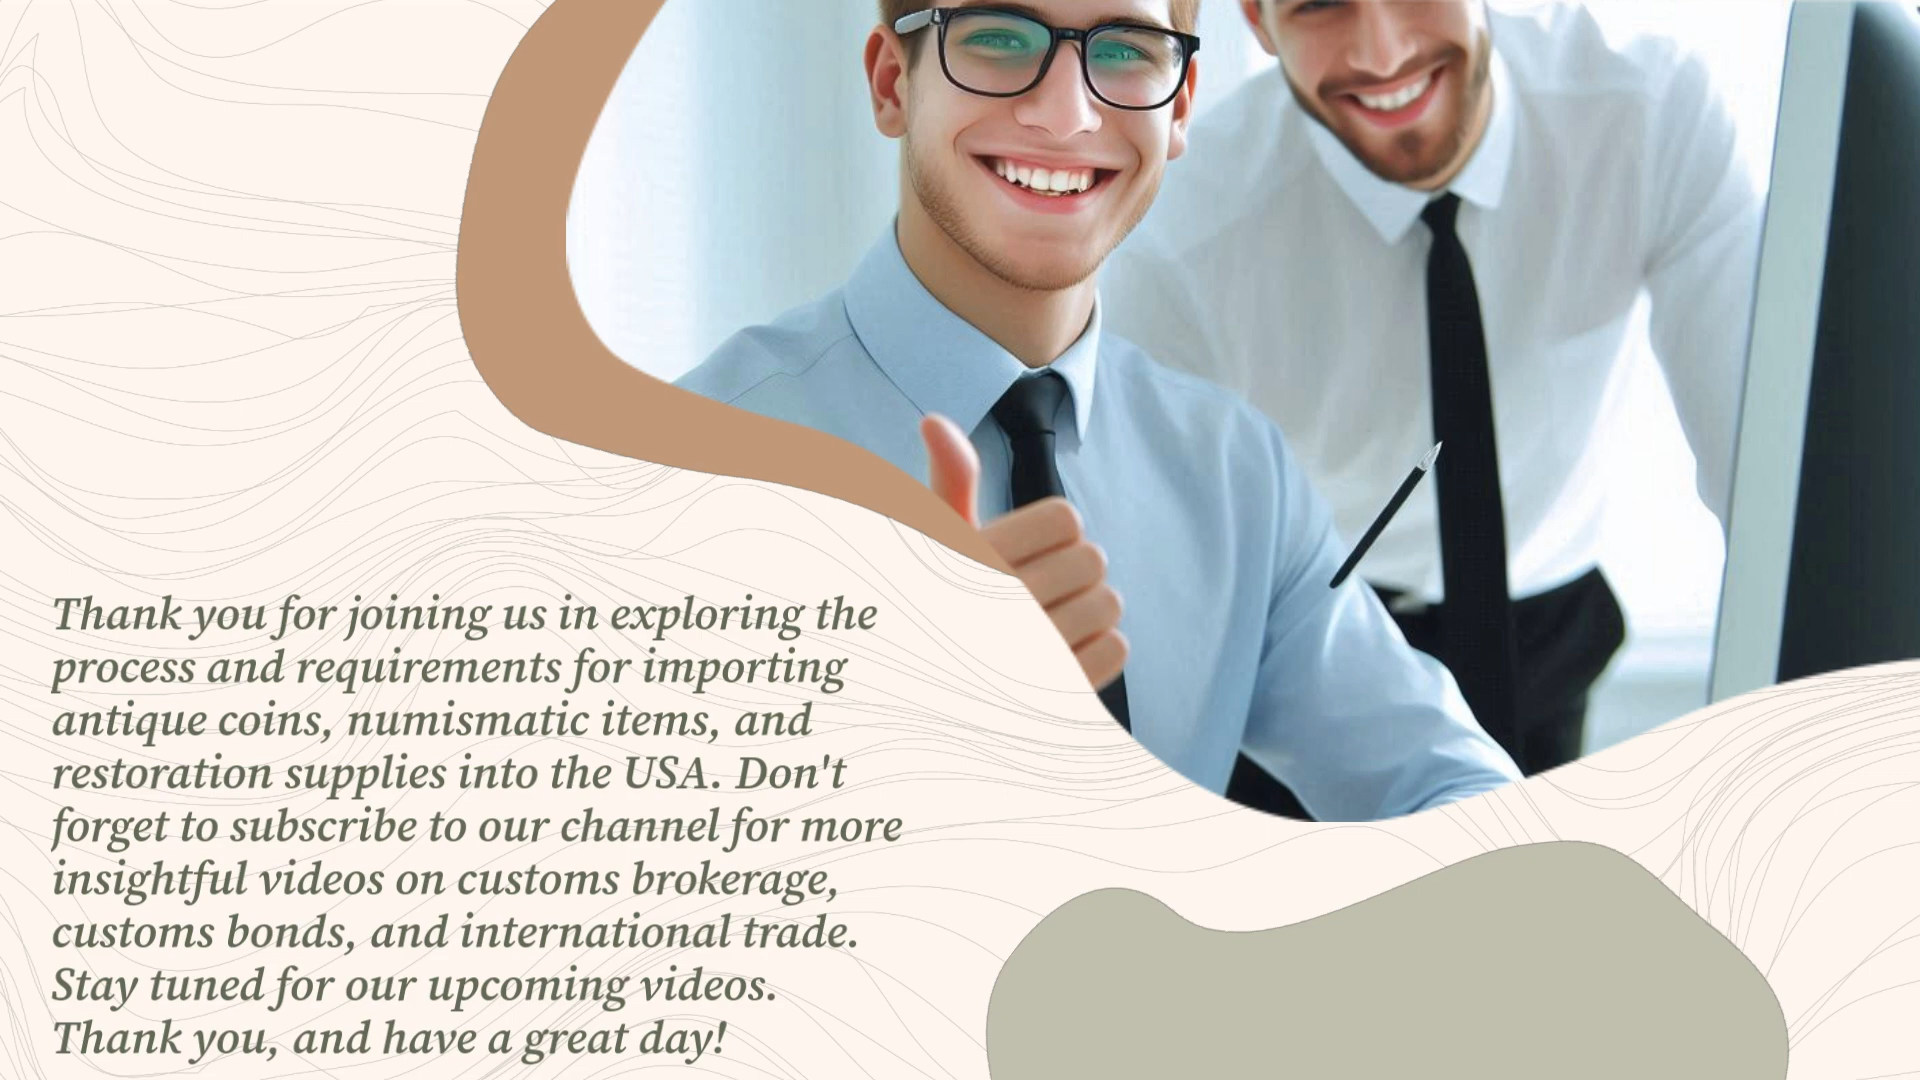 Thank you for joining us in exploring the
process and requirements for importing
antique coins, numismatic items, and
restoration supplies into the USA. Don't
forget to subscribe to our channel for more
insightful videos on customs brokerage,
customs bonds, and international trade.
Stay tuned for our upcoming videos.
Thank you, and have a great day!